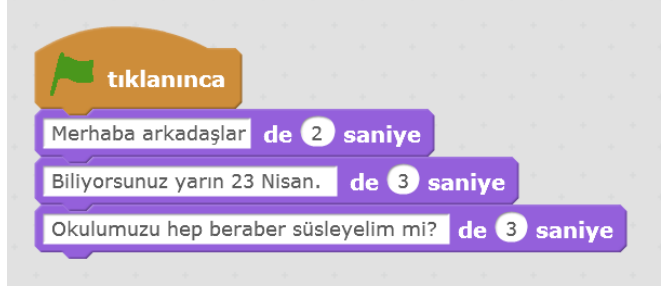 tıklanınca
Merhaba arkadaşlar de 2 saniye
Biliyorsunuz yarın 23 Nisan. de 3 saniye
Okulumuzu hep beraber süsleyelim mi? de 3 saniye